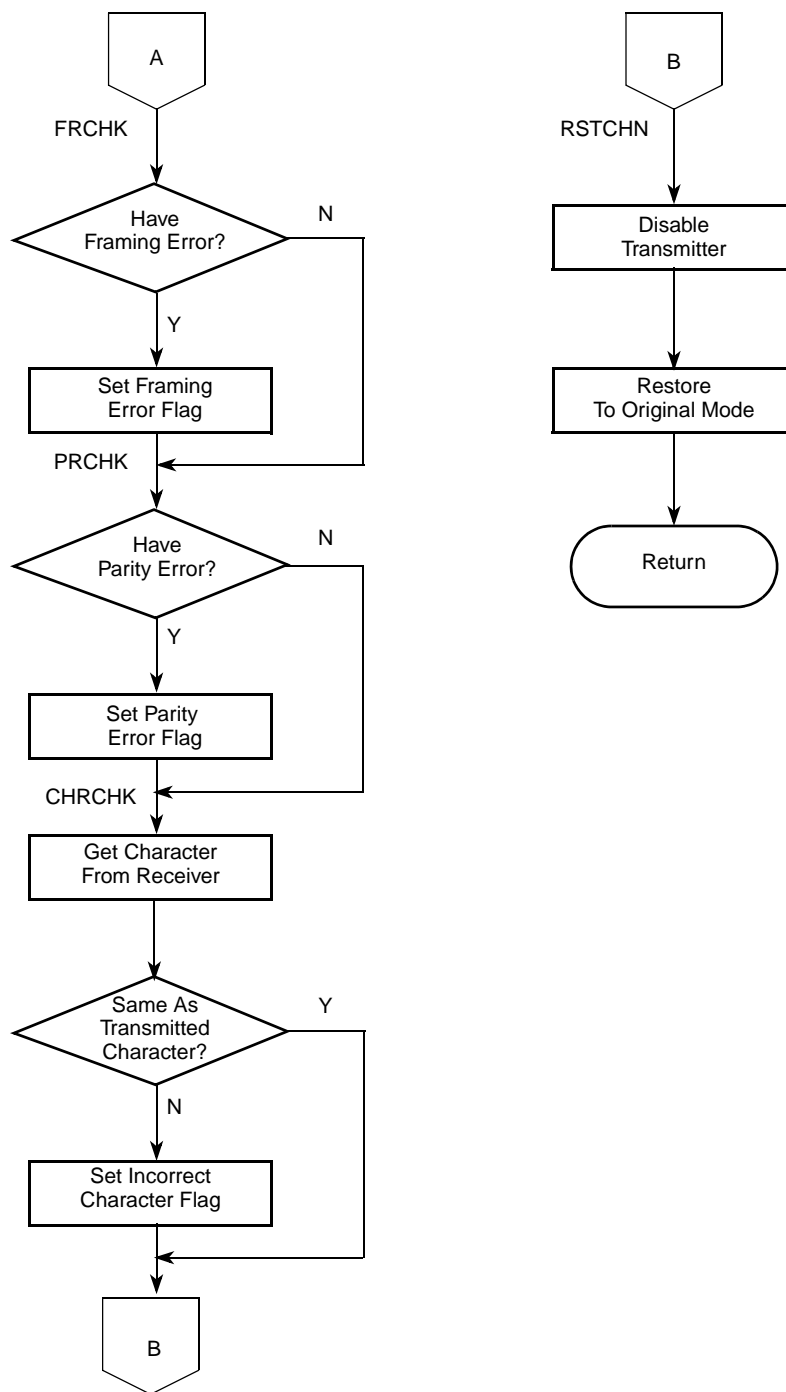 A
FRCHK
Have
Framing Error?
N
Y
Set Framing
Error Flag
PRCHK
Have
Parity Error?
N
Y
Set Parity
Error Flag
CHRCHK
Get Character
From Receiver
Same As
Transmitted
Character?
Y
N
Set Incorrect
Character Flag
B
B
RSTCHN
Disable
Transmitter
Restore
To Original Mode
Return